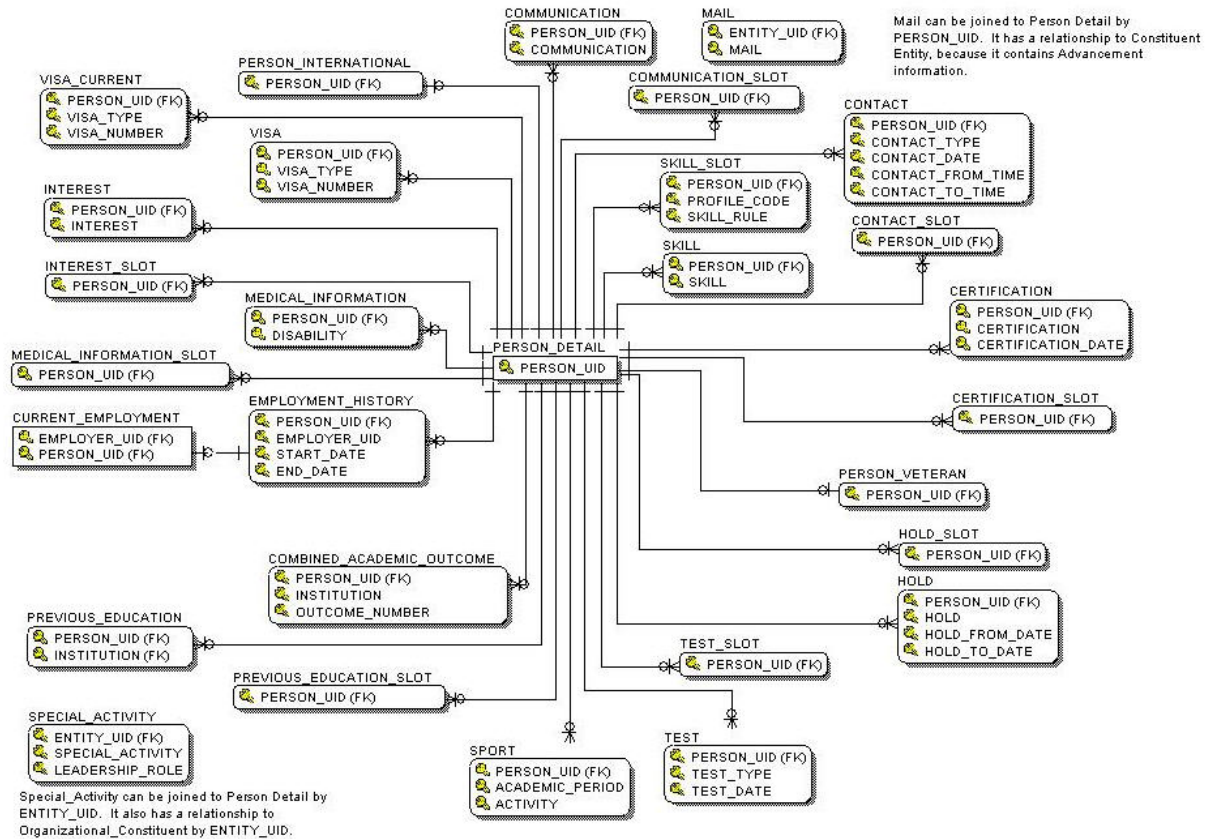 COMMUNICATION
PERSON_UID (FK)
COMMUNICATION
MAIL
ENTITY_UID (FK)
MAIL
Mail can be joined to Person Detail by
PERSON_UID. It has a relationship to Constituent
Entity, because it contains Advancement
information.
PERSON_INTERNATIONAL
PERSON_UID (FK)
COMMUNICATION_SLOT
PERSON_UID (FK)
VISA_CURRENT
PERSON_UID (FK)
VISA_TYPE
VISA_NUMBER
CONTACT
PERSON_UID (FK)
CONTACT_TYPE
CONTACT_DATE
CONTACT_FROM_TIME
CONTACT_TO_TIME
VISA
PERSON_UID (FK)
VISA_TYPE
VISA_NUMBER
SKILL_SLOT
PERSON_UID (FK)
PROFILE_CODE
SKILL_RULE
INTEREST
PERSON_UID (FK)
INTEREST
CONTACT_SLOT
PERSON_UID (FK)
SKILL
PERSON_UID (FK)
SKILL
INTEREST_SLOT
PERSON_UID (FK)
MEDICAL_INFORMATION
PERSON_UID (FK)
DISABILITY
CERTIFICATION
PERSON_UID (FK)
CERTIFICATION
CERTIFICATION_DATE
PERSON_DETAIL
PERSON_UID
MEDICAL_INFORMATION_SLOT
PERSON_UID (FK)
CERTIFICATION_SLOT
PERSON_UID (FK)
CURRENT_EMPLOYMENT
EMPLOYER_UID (FK)
PERSON_UID (FK)
EMPLOYMENT_HISTORY
PERSON_UID (FK)
EMPLOYER_UID
START_DATE
END_DATE
PERSON_VETERAN
PERSON_UID (FK)
HOLD_SLOT
PERSON_UID (FK)
COMBINED_ACADEMIC_OUTCOME
PERSON_UID (FK)
INSTITUTION
OUTCOME_NUMBER
HOLD
PERSON_UID (FK)
HOLD
HOLD_FROM_DATE
HOLD_TO_DATE
PREVIOUS_EDUCATION
PERSON_UID (FK)
INSTITUTION (FK)
TEST_SLOT
PERSON_UID (FK)
PREVIOUS_EDUCATION_SLOT
PERSON_UID (FK)
SPECIAL_ACTIVITY
ENTITY_UID (FK)
SPECIAL_ACTIVITY
LEADERSHIP_ROLE
SPORT
PERSON_UID (FK)
ACADEMIC_PERIOD
ACTIVITY
TEST
PERSON_UID (FK)
TEST_TYPE
TEST_DATE
Special_Activity can be joined to Person Detail by
ENTITY_UID. It also has a relationship to
Organizational_Constituent by ENTITY_UID.